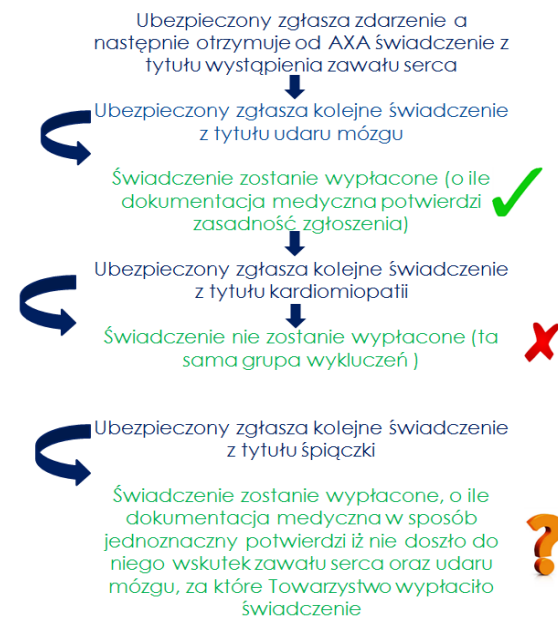 Ubezpieczony zgłasza zdarzenie a
następnie otrzymuje od AXA świadczenie z
tytułu wystąpienia zawału serca
Ubezpieczony zgłasza kolejne świadczenie
z tytułu udaru mózgu
Świadczenie zostanie wypłacone (o ile
dokumentacja medyczna potwierdzi
zasadność zgłoszenia)
Ubezpieczony zgłasza kolejne świadczenie
z tytułu kardiomiopatii
Świadczenie nie zostanie wypłacone (ta
sama grupa wykluczeń )
Ubezpieczony zgłasza kolejne świadczenie
z tytułu śpiączki
Świadczenie zostanie wypłacone, o ile
dokumentacja medyczna w sposób
jednoznaczny potwierdzi iż nie doszło do
niego wskutek zawału serca oraz udaru
mózgu, za które Towarzystwo wypłaciło
świadczenie